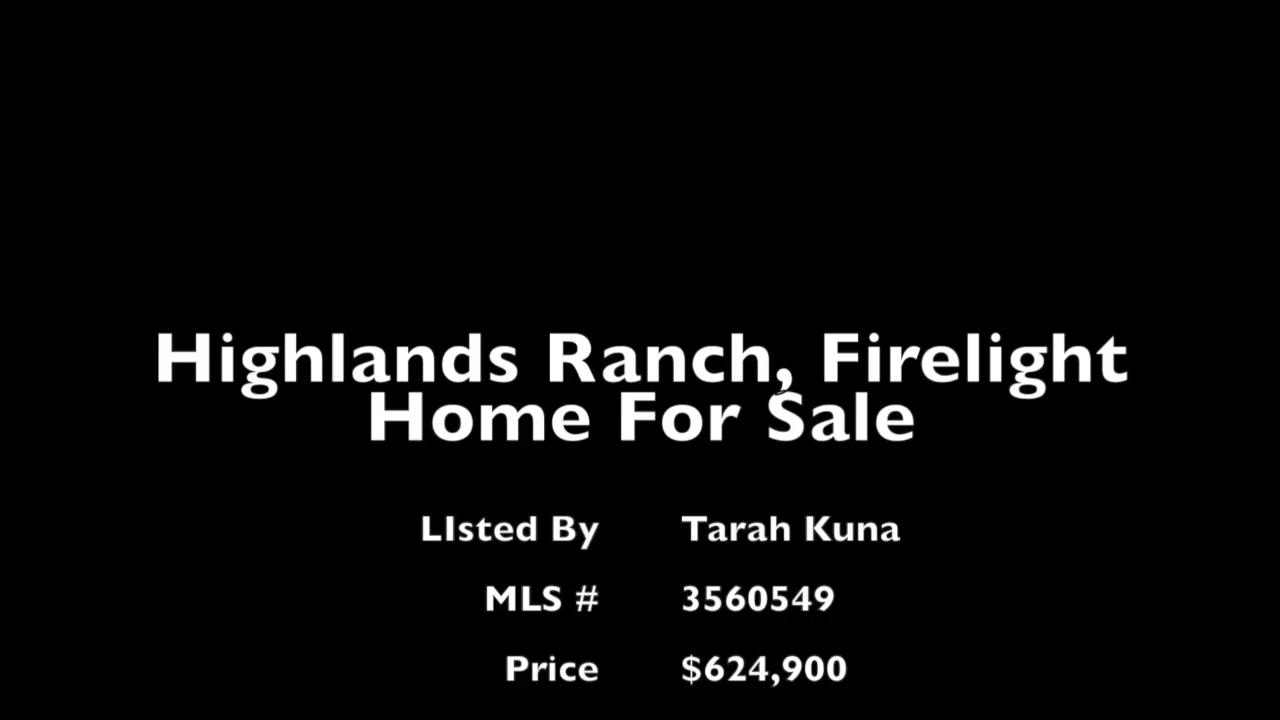 Highlands Ranch, Firelight
Home For Sale
LIsted By Tarah Kuna
MLS # 3560549
Price $624,900